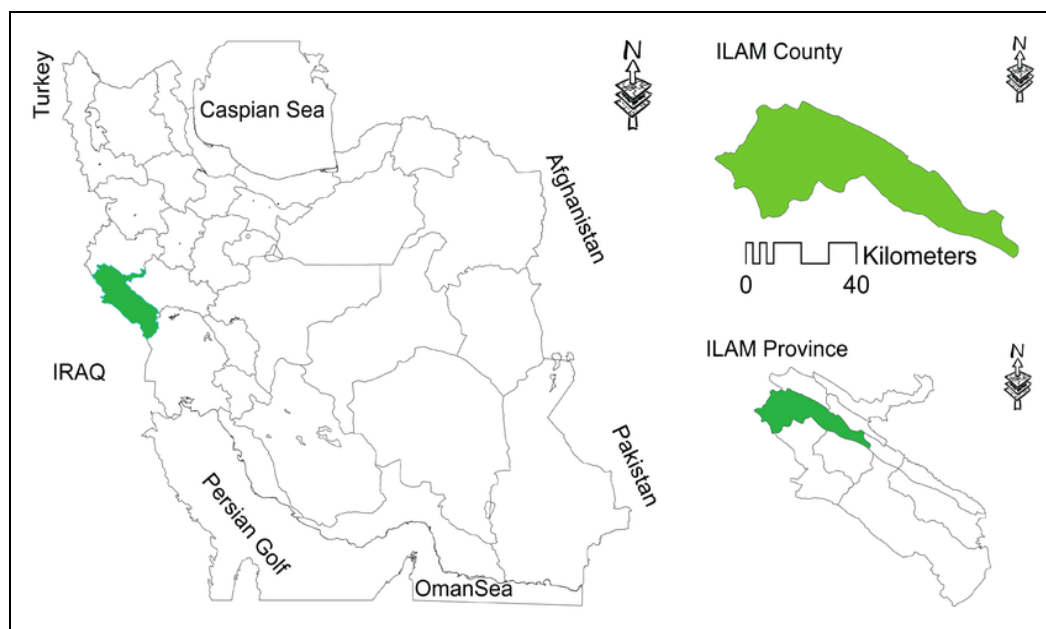 N
Turkey
Caspian Sea
Afghanistan
IRAQ
Pakistan
Persian Golf
OmanSea
ILAM County
N
Kilometers
0 40
ILAM Province
N